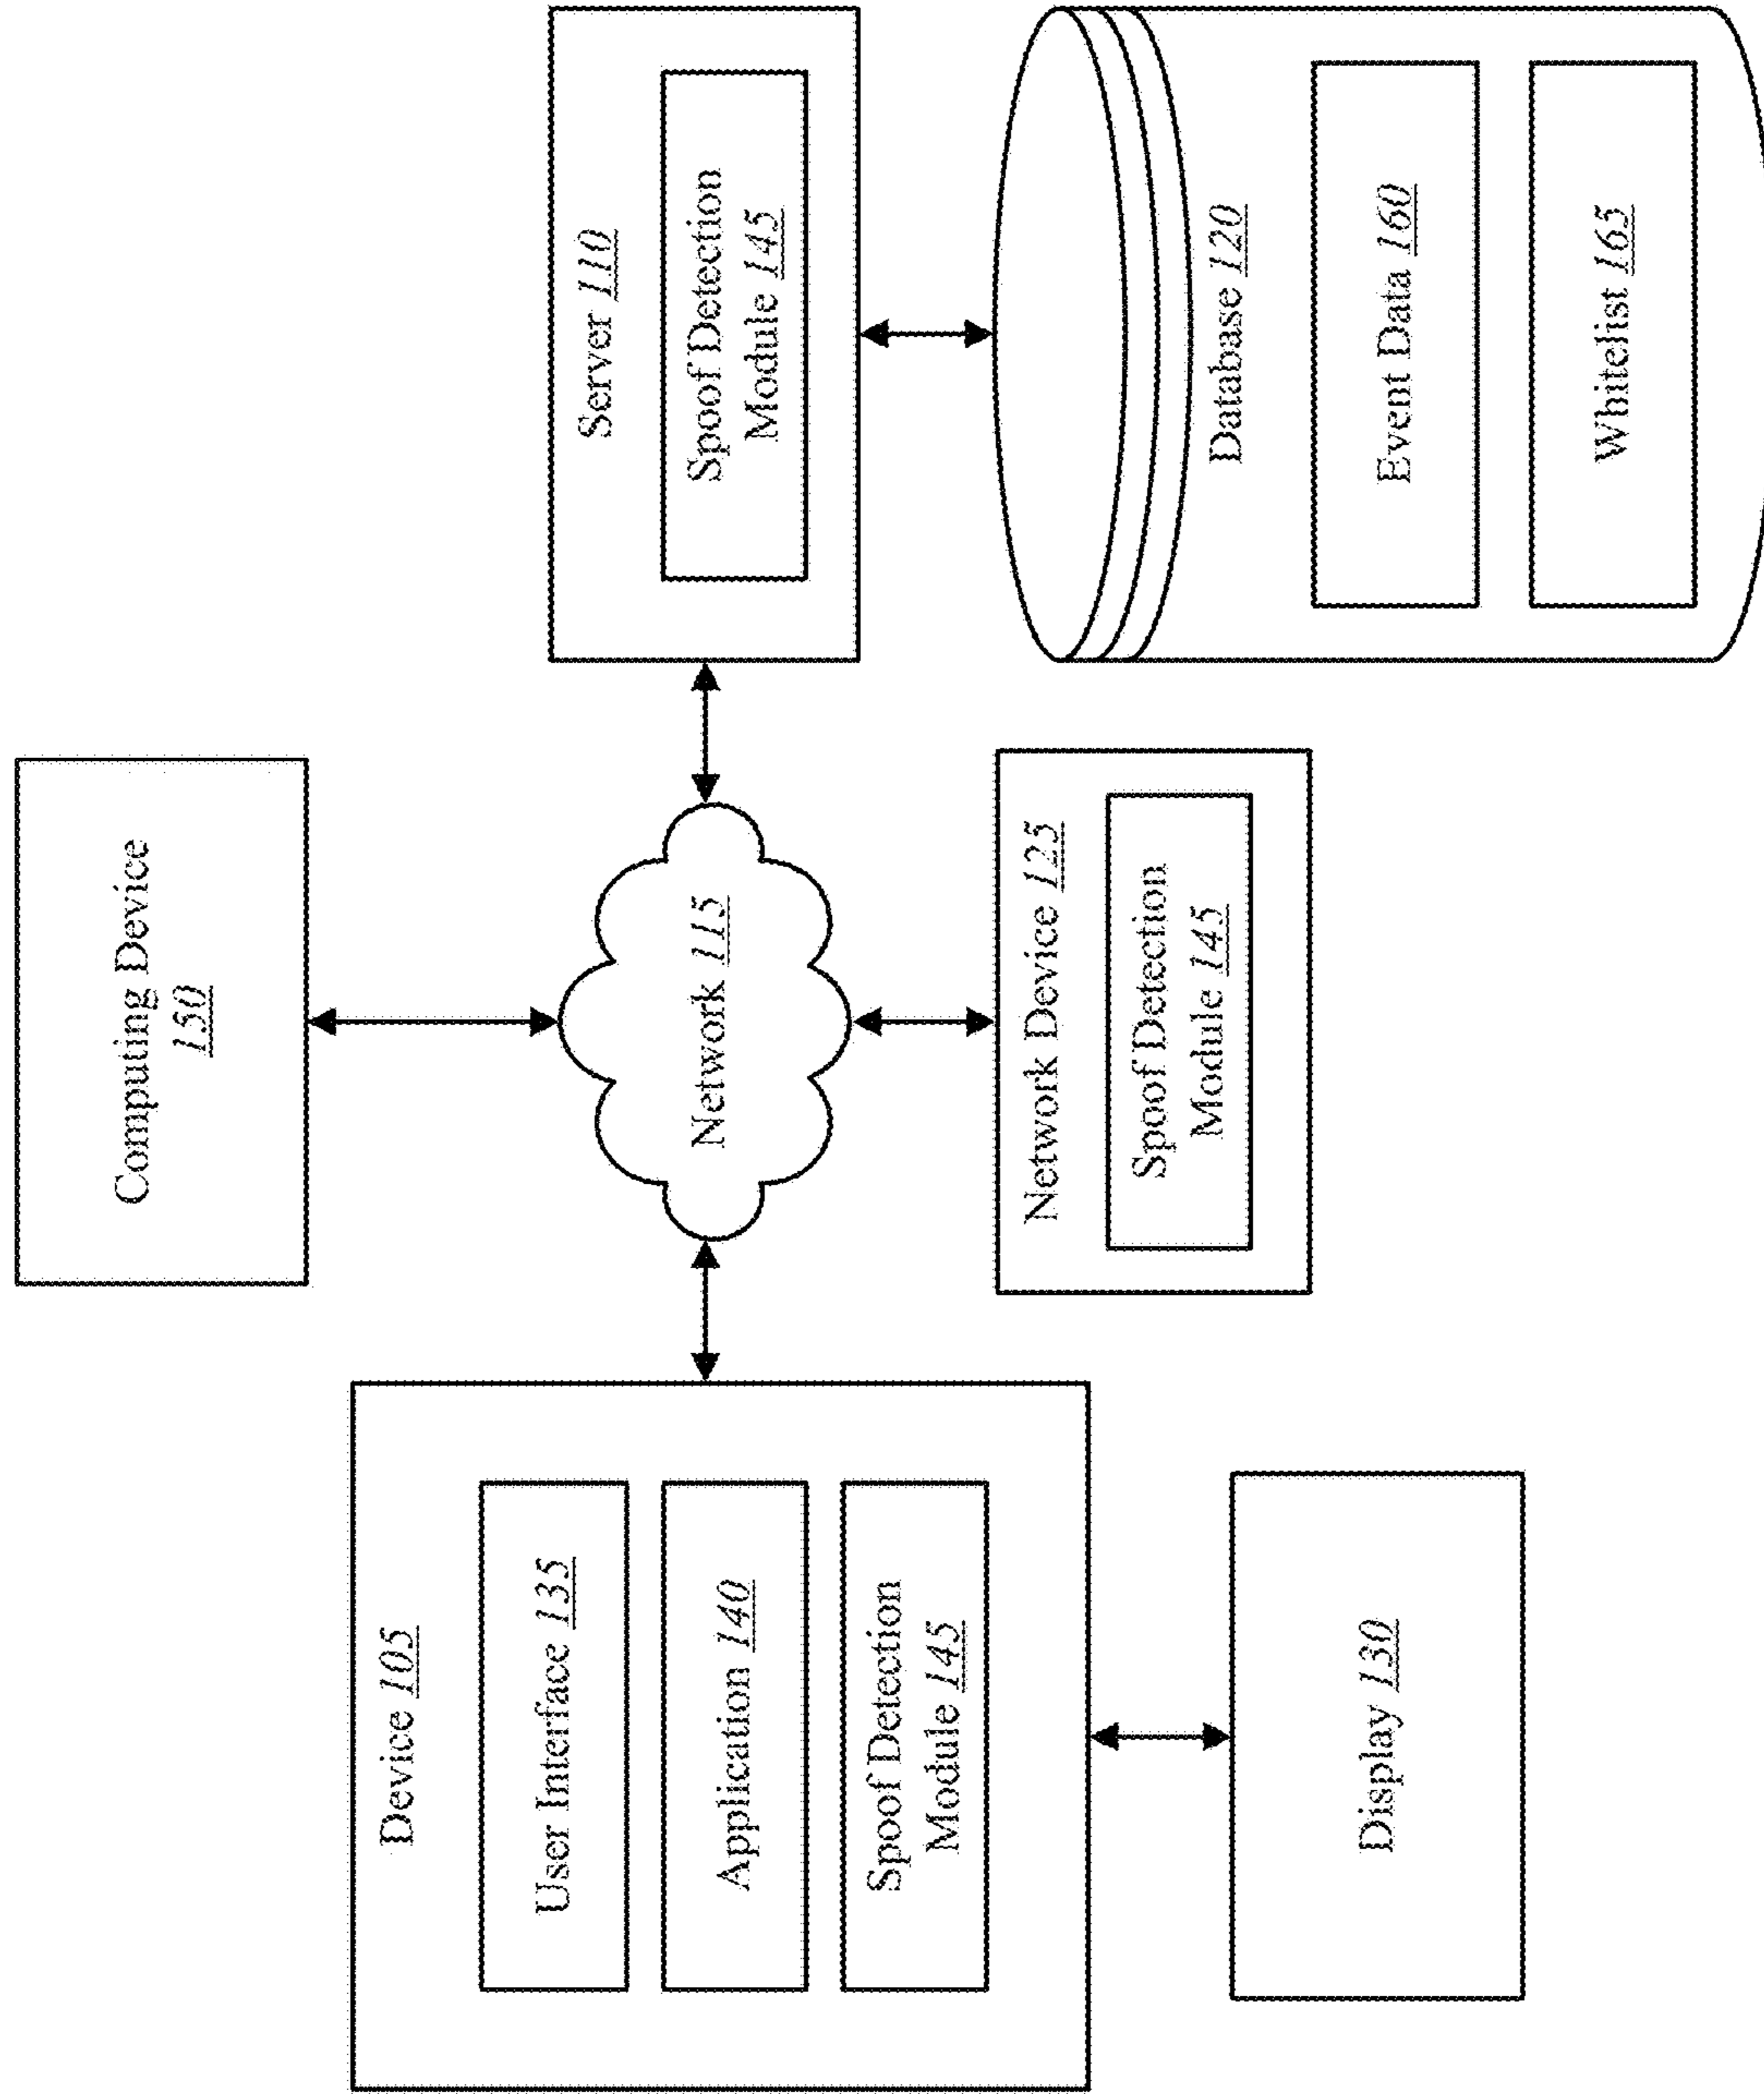 Computing Device
150
Device 105
User Interface 135
Application 140
Spoof Detection
Module 145
Network 115
Server 110
Spoof Detection
Module 145
Display 130
Network Device 125
Spoof Detection
Module 145
Database 120
Event Data 160
Whitelist 165